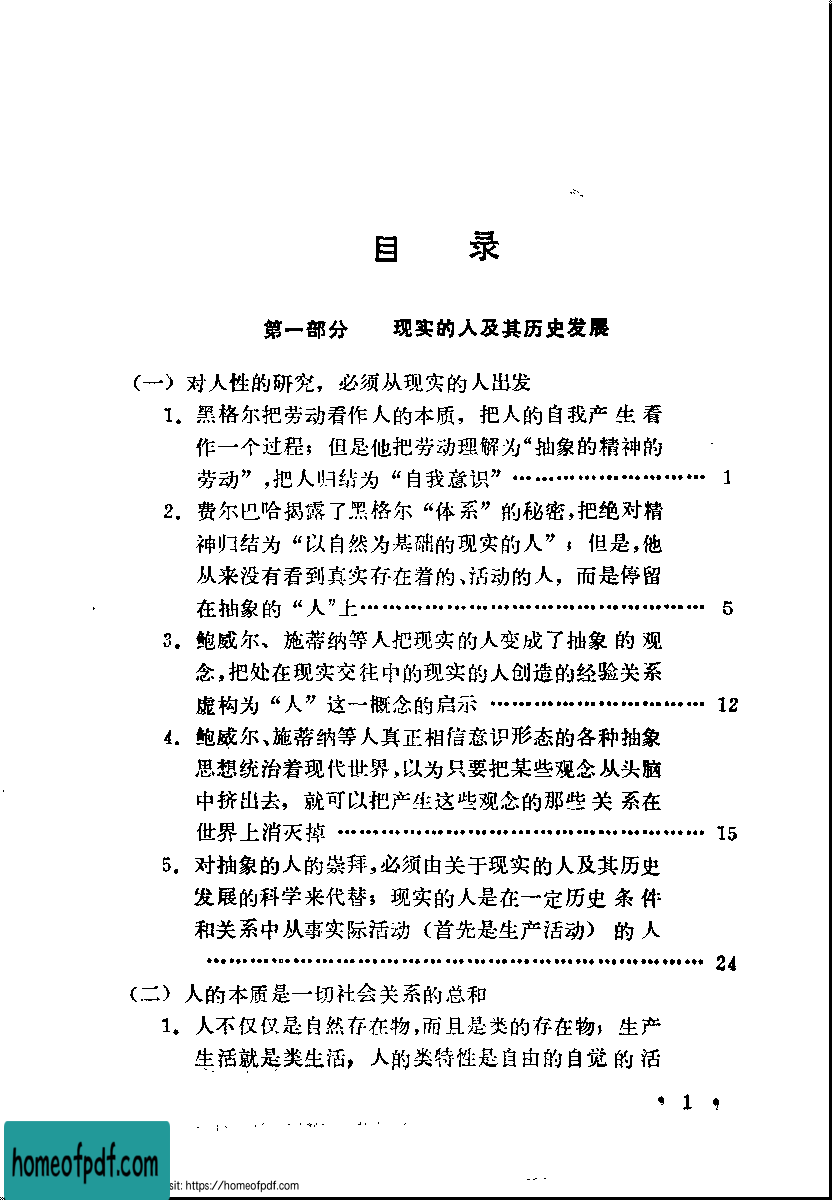 目 录
第一部分 现实的人及其历史发展
（一）对人性的研究，必须从现实的人出发
1．黑格尔把劳动看作人的本质，把人的自我产生看
作一个过程；但是他把劳动理解为“抽象的精神的
劳动”，把人归结为“自我意识”………………………… 1
2．费尔巴哈揭露了黑格尔“体系”的秘密，把绝对精
神归结为“以自然为基础的现实的人”；但是，他
从来没有看到真实存在着的、活动的人，而是停留
在抽象的“人”上………………………………………… 5
3．鲍威尔、施蒂纳等人把现实的人变成了抽象的观
念，把处在现实交往中的现实的人创造的经验关系
虚构为“人”这一概念的启示………………………… 12
4．鲍威尔、施蒂纳等人真正相信意识形态的各种抽象
思想统治着现代世界，以为只要把某些观念从头脑
中挤出去，就可以把产生这些观念的那些关系在
世界上消灭掉…………………………………………… 15
5．对抽象的人的崇拜，必须由关于现实的人及其历史
发展的科学来代替；现实的人是在一定历史条件
和关系中从事实际活动（首先是生产活动）的人
…………………………………………………………… 24
（二）人的本质是一切社会关系的总和
1．人不仅仅是自然存在物，而且是类的存在物；生产
生活就是类生活，人的类特性是自由的自觉的活
• 1 •
homeofpdf.com
sit: https://homeofpdf.com